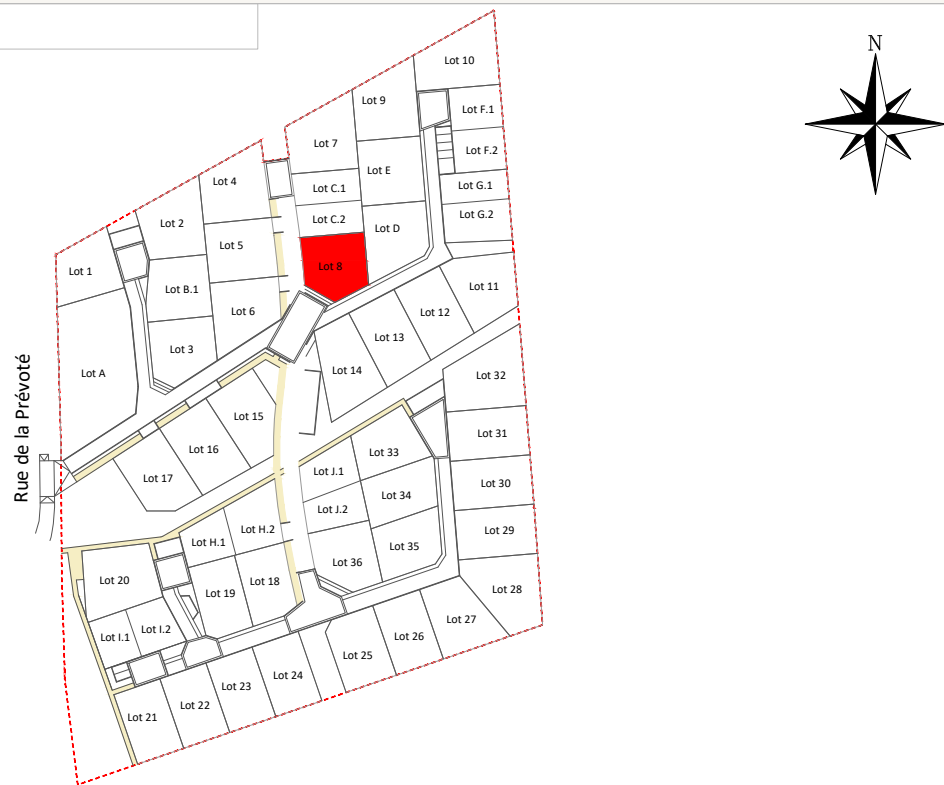 N
Lot 10
Lot 9
Lot F.1
Lot 7
Lot F.2
Lot E
Lot 4
Lot C.1
Lot G.1
Lot 2
Lot C.2
Lot G.2
Lot D
Lot 5
Lot 1
Lot 8
Lot B.1
Lot 11
Lot 6
Lot 12
Lot 3
Lot 13
Lot A
Lot 14
Lot 32
Rue de la Prévoté
Lot 15
Lot 31
Lot 16
Lot 33
Lot 17
Lot J.1
Lot 30
Lot 34
Lot J.2
Lot H.2
Lot 29
Lot H.1
Lot 35
Lot 36
Lot 20
Lot 18
Lot 19
Lot 28
Lot 27
Lot I.2
Lot I.1
Lot 26
Lot 25
Lot 24
Lot 23
Lot 22
Lot 21